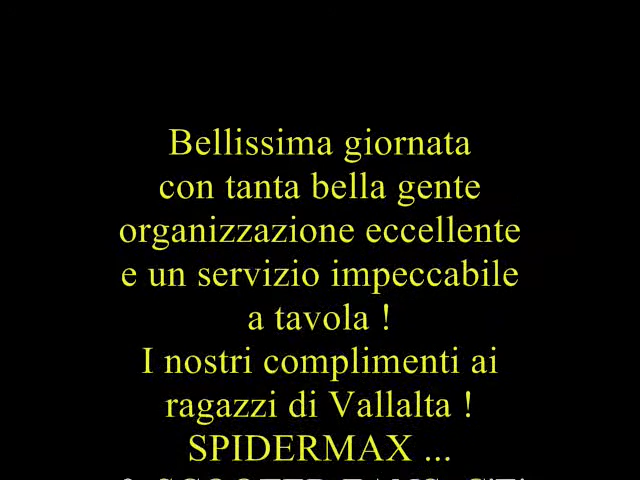 Bellissima giornata
con tanta bella gente
organizzazione eccellente
e un servizio impeccabile
a tavola !
I nostri complimenti ai
ragazzi di Vallalta !
SPIDERMAX ...